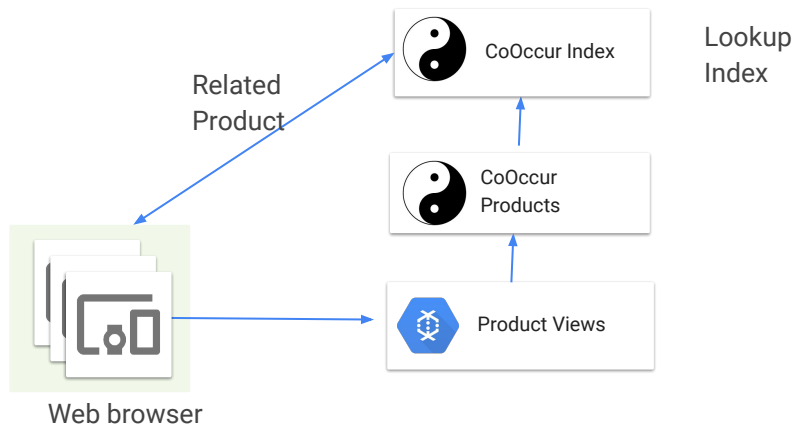 CoOccur Index
Lookup
Index
Related
Product
CoOccur
Products
Product Views
Web browser